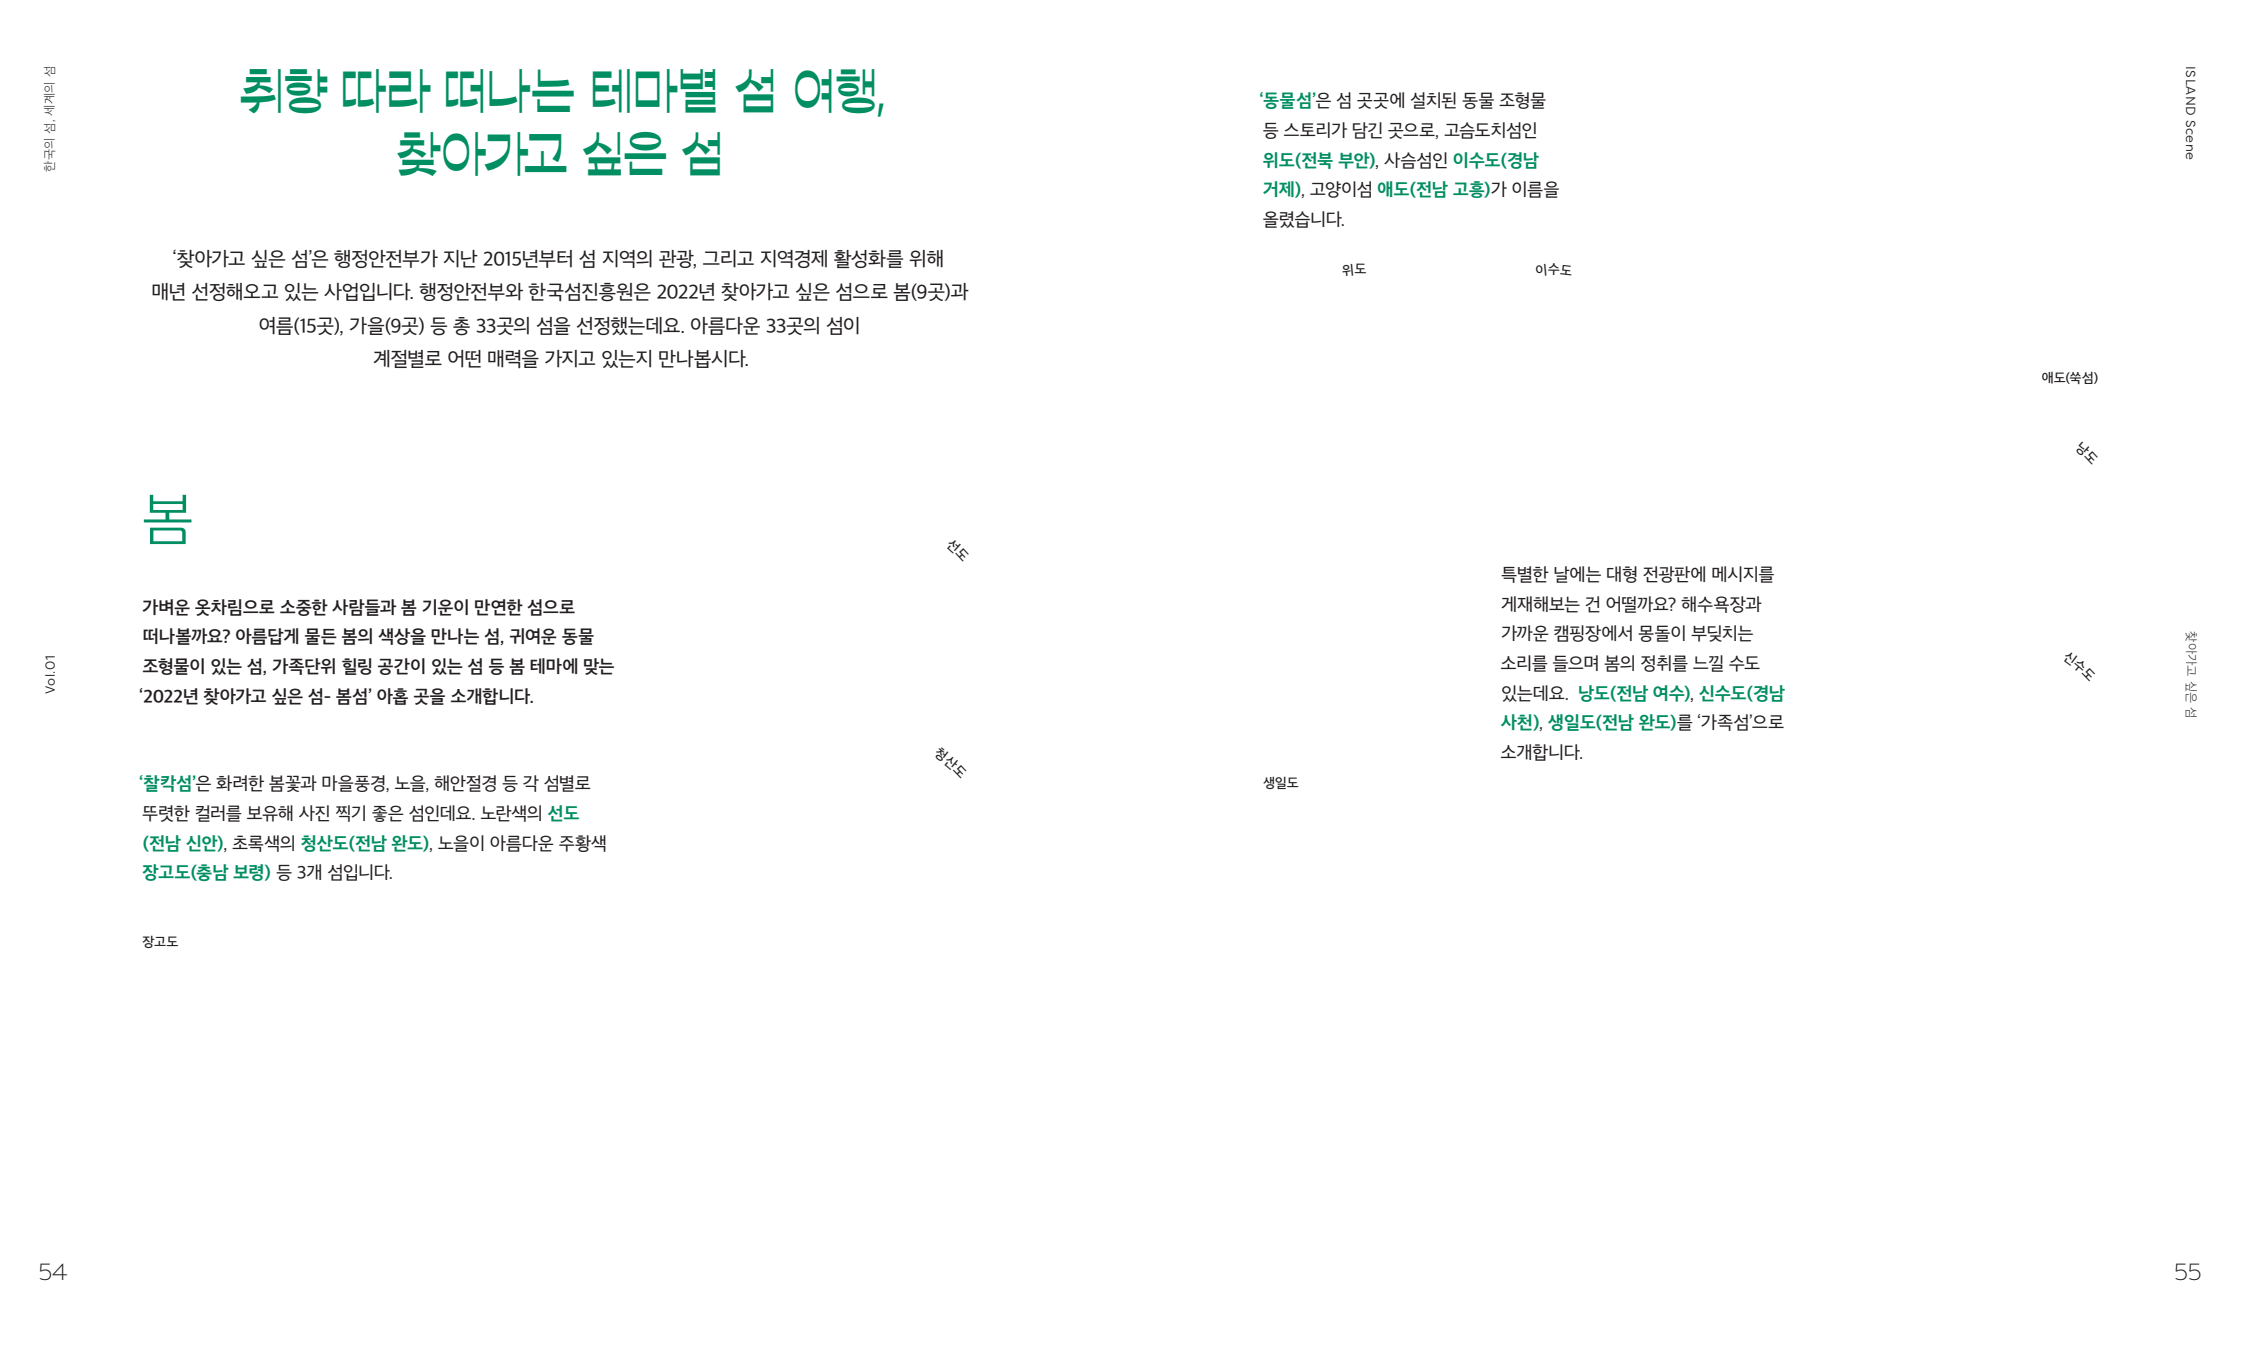 한국의 섬, 세계의 섬
취향 따라 떠나는 테마별 섬 여행,
찾아가고 싶은 섬
‘찾아가고 싶은 섬’은 행정안전부가 지난 2015년부터 섬 지역의 관광, 그리고 지역경제 활성화를 위해
매년 선정해오고 있는 사업입니다. 행정안전부와 한국섬진흥원은 2022년 찾아가고 싶은 섬으로 봄(9곳)과
여름(15곳), 가을(9곳) 등 총 33곳의 섬을 선정했는데요. 아름다운 33곳의 섬이
계절별로 어떤 매력을 가지고 있는지 만나봅시다.
봄
가벼운 옷차림으로 소중한 사람들과 봄 기운이 만연한 섬으로
떠나볼까요? 아름답게 물든 봄의 색상을 만나는 섬, 귀여운 동물
조형물이 있는 섬, 가족단위 힐링 공간이 있는 섬 등 봄 테마에 맞는
‘2022년 찾아가고 싶은 섬- 봄섬’ 아홉 곳을 소개합니다.
‘찰칵섬’은 화려한 봄꽃과 마을풍경, 노을, 해안절경 등 각 섬별로
뚜렷한 컬러를 보유해 사진 찍기 좋은 섬인데요. 노란색의 선도
(전남 신안), 초록색의 청산도(전남 완도), 노을이 아름다운 주황색
장고도(충남 보령) 등 3개 섬입니다.
선도
청산도
장고도
Vol.01
54
‘동물섬’은 섬 곳곳에 설치된 동물 조형물
등 스토리가 담긴 곳으로, 고슴도치섬인
위도(전북 부안), 사슴섬인 이수도(경남
거제), 고양이섬 애도(전남 고흥)가 이름을
올렸습니다.
위도
이수도
애도(쑥섬)
낭도
특별한 날에는 대형 전광판에 메시지를
게재해보는 건 어떨까요? 해수욕장과
가까운 캠핑장에서 몽돌이 부딪치는
소리를 들으며 봄의 정취를 느낄 수도
있는데요. 낭도(전남 여수), 신수도(경남
사천), 생일도(전남 완도)를 ‘가족섬’으로
소개합니다.
신수도
생일도
ISLAND Scene
찾아가고 싶은 섬
55